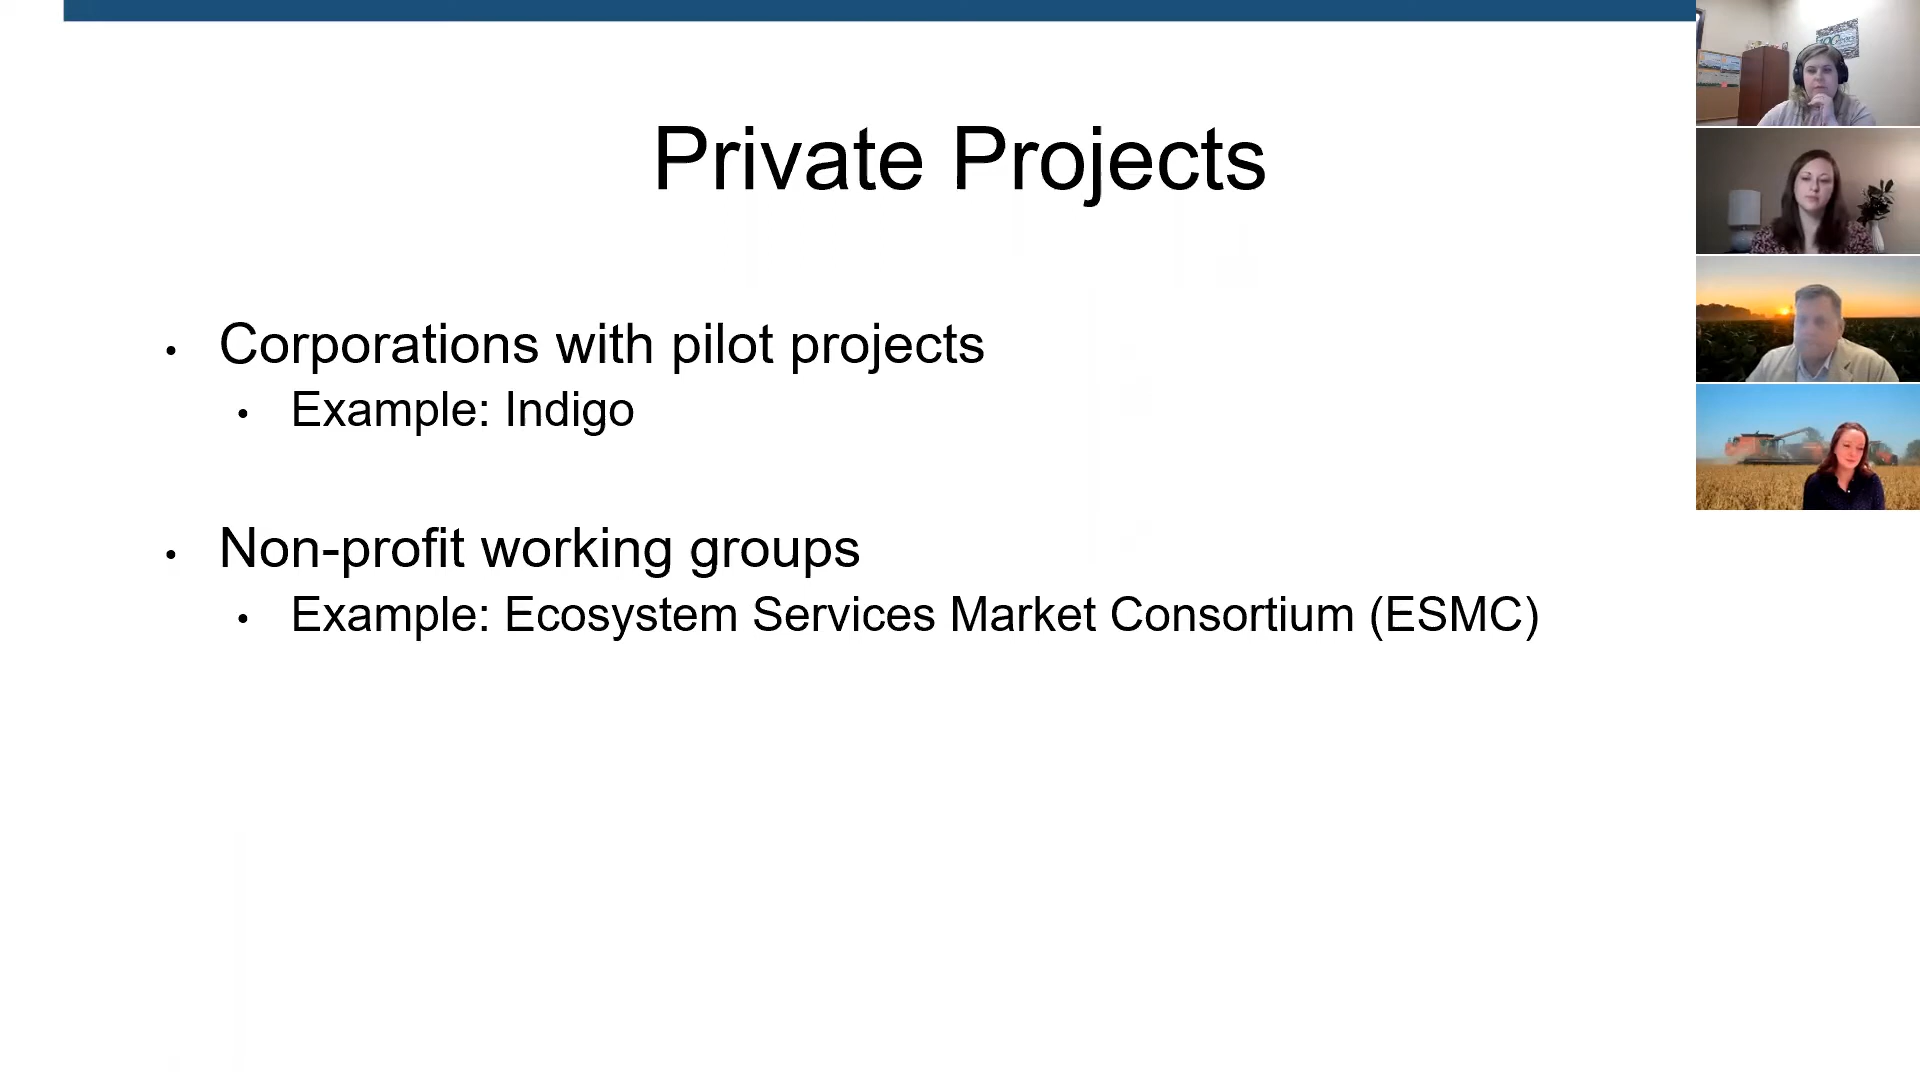 Private Projects
• Corporations with pilot projects
• Example: Indigo
• Non-profit working groups
• Example: Ecosystem Services Market Consortium (ESMC)